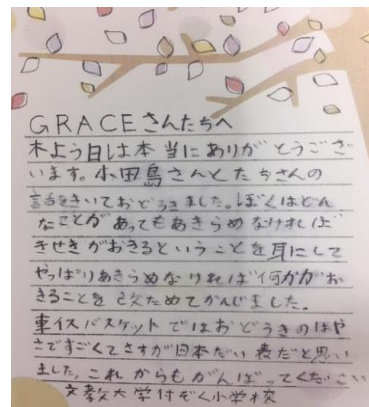 GRACEさんたちへ
木よう日は本当にありがとうござ
います。小田島さんとたちさんの
話をきいておどろきました。ぼくはどん
なことがあってもあきらめなければ
きせきがおきるということを耳にして
やっぱりあきらめなければ何かがお
きることを改ためてかんじました。
車イスバスケットではおどろきのはや
さですごくてさすが日本だい表だと思い
ました。これからもがんばってください
文教大学付ぞく小学校